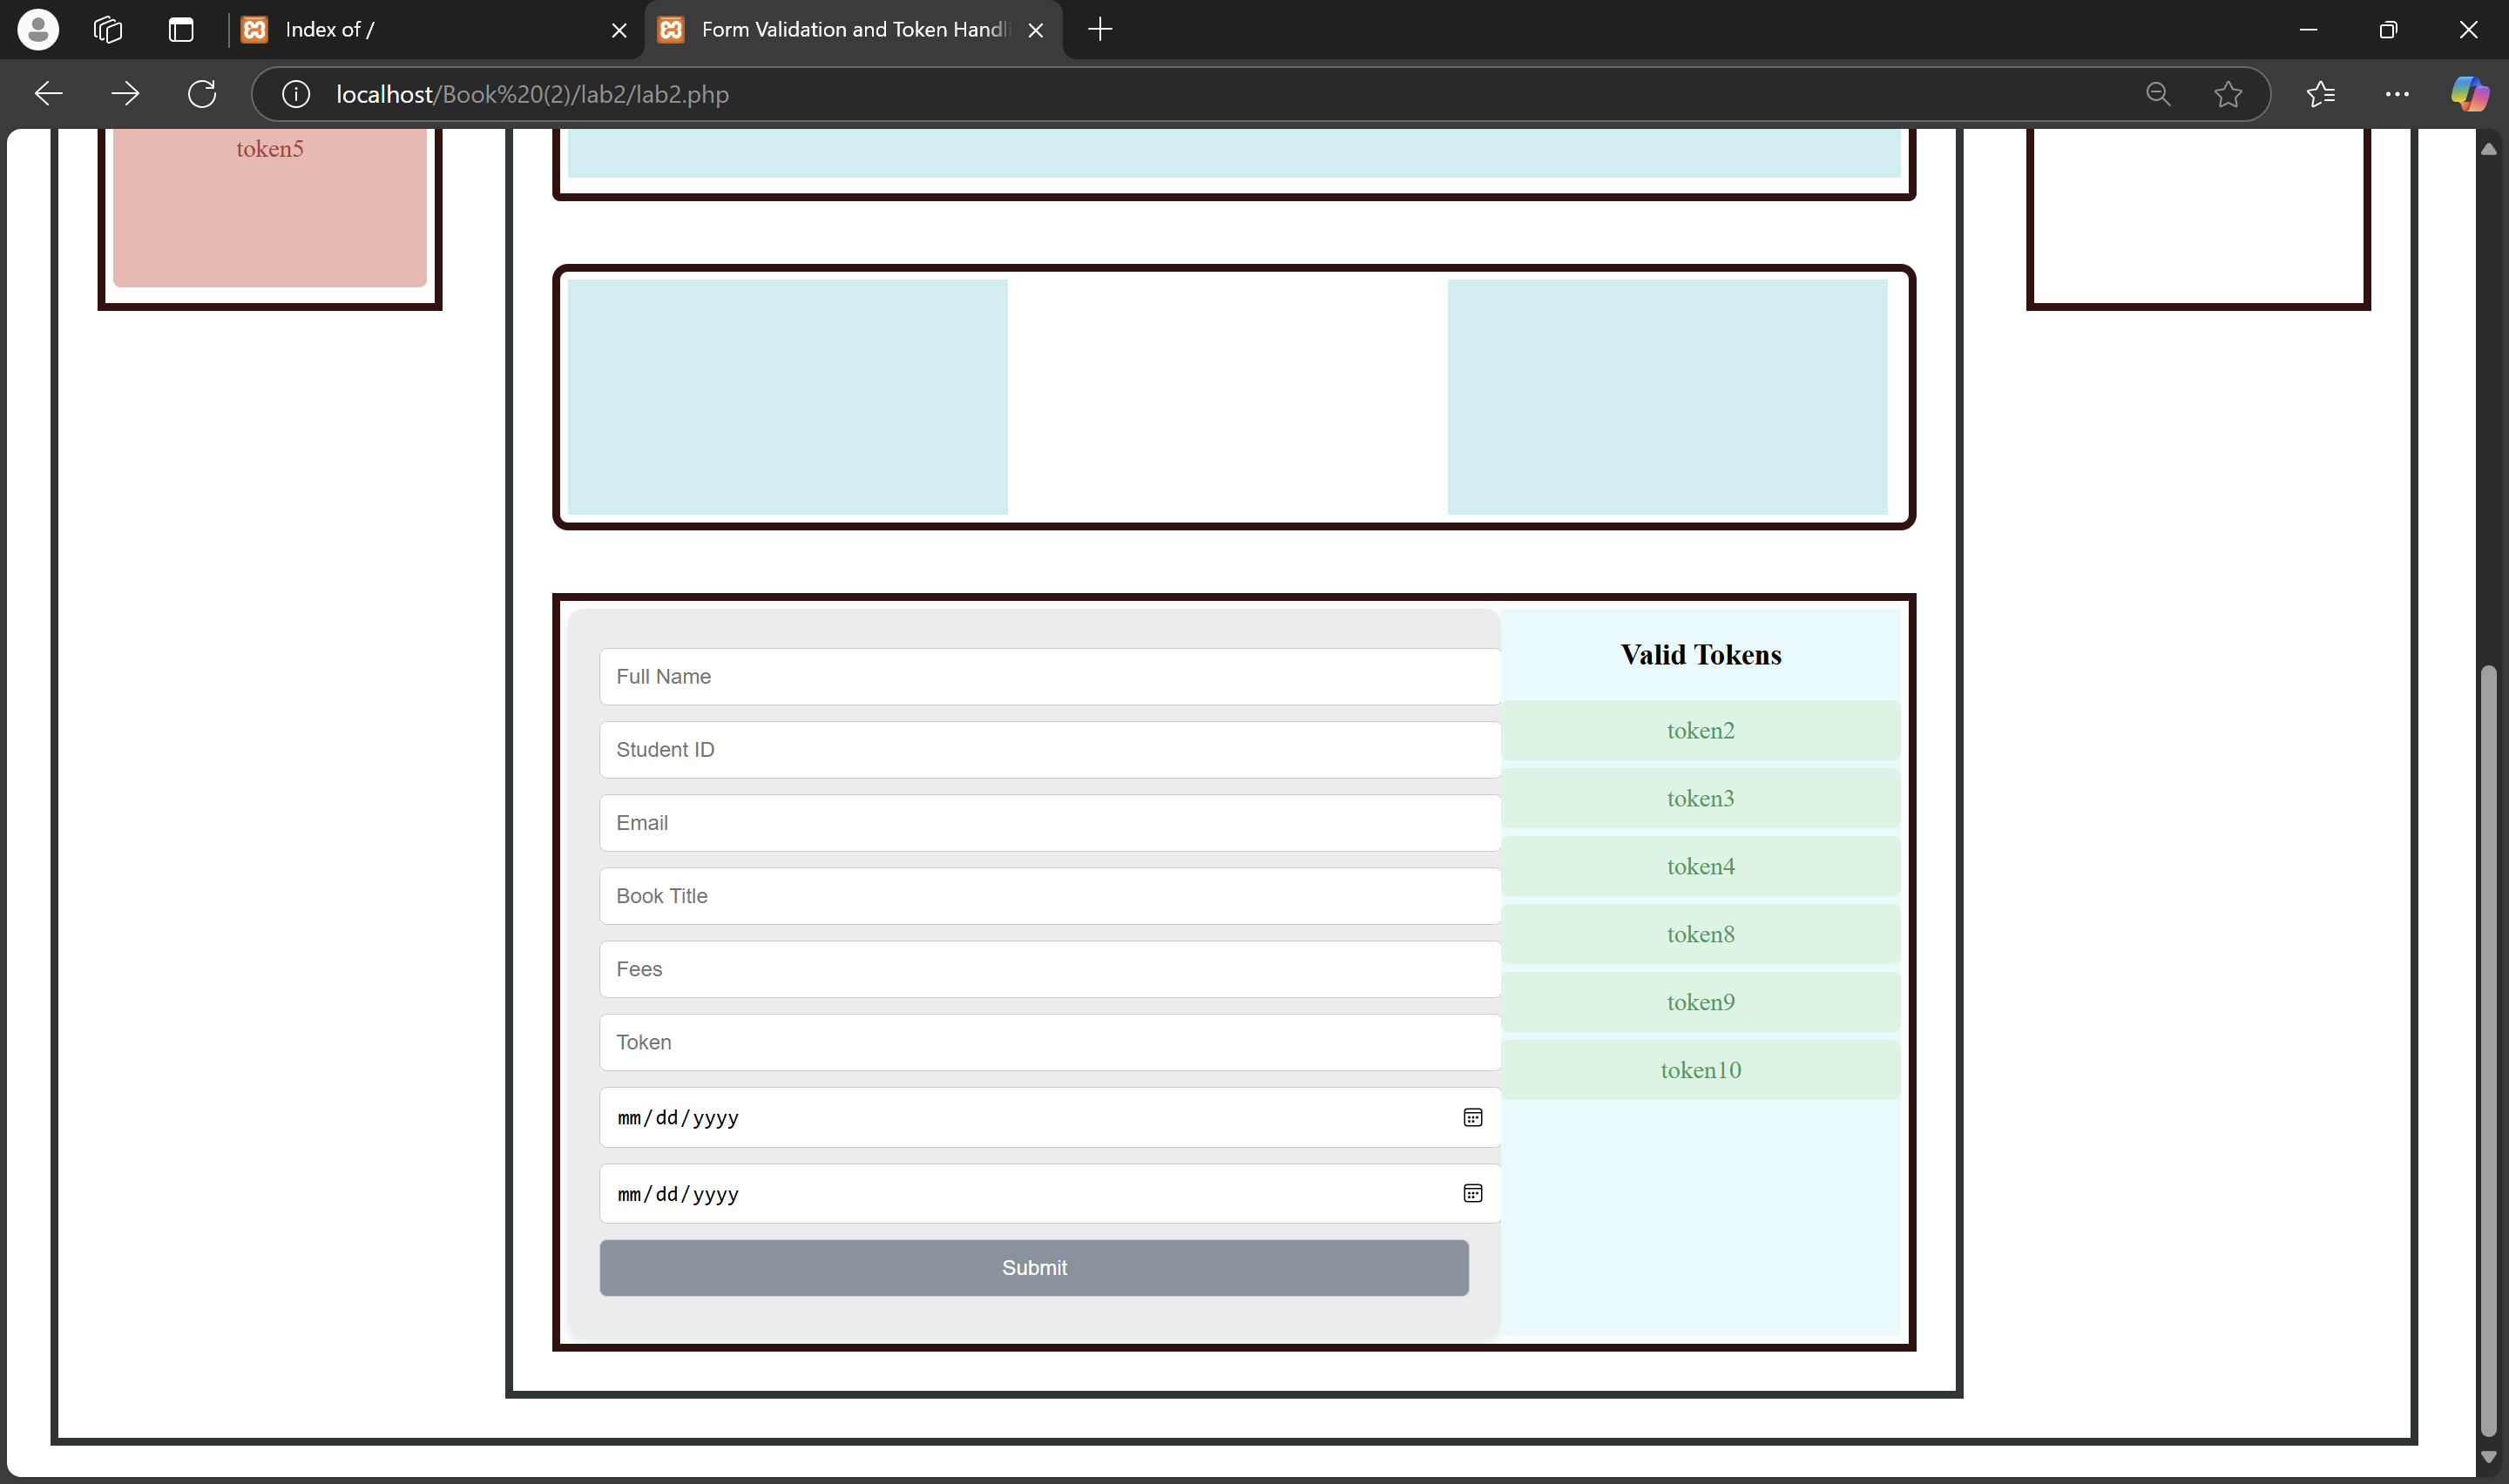 Index of /
Form Validation and Token Handli
localhost/Book%20(2)/lab2/lab2.php
token5
Full Name
Student ID
Email
Book Title
Fees
Token
mm/dd/yyyy
mm/dd/yyyy
Submit
Valid Tokens
token2
token3
token4
token8
token9
token10